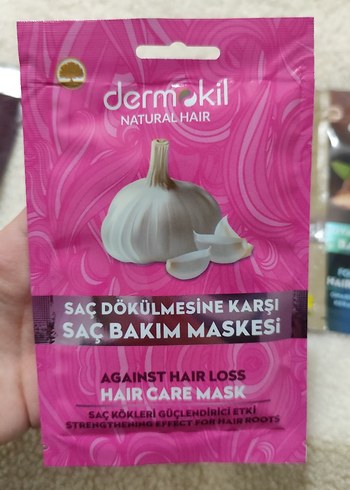 dermokil
NATURAL HAIR
SAÇ DÖKÜLMESİNE KARŞI
SAÇ BAKIM MASKESİ
AGAINST HAIR LOSS
HAIR CARE MASK
SAÇ KÖKLERİ GÜÇLENDİRİCİ ETKİ
STRENGTHENING EFFECT FOR HAIR ROOTS
HAIR